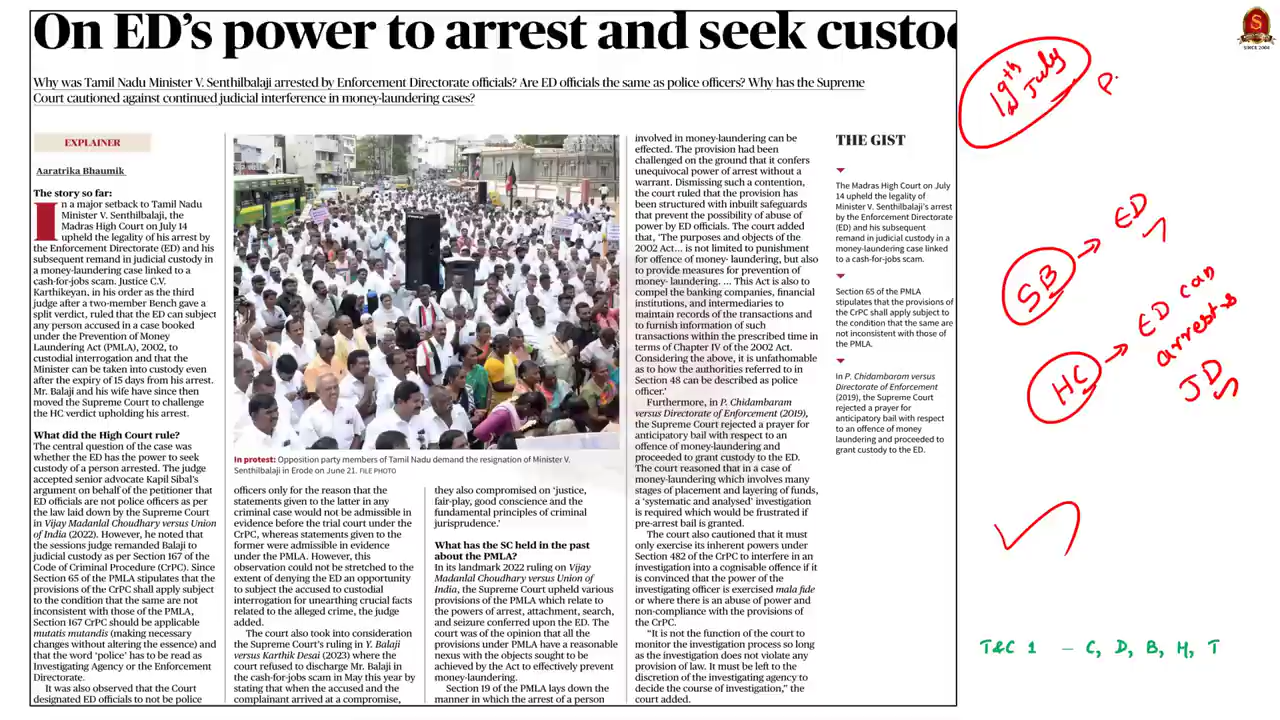 On ED’s power to arrest and seek custo
Why was Tamil Nadu Minister V. Senthilbalaji arrested by Enforcement Directorate officials? Are ED officials the same as police officers? Why has the Supreme
Court cautioned against continued judicial interference in money-laundering cases?
EXPLAINER
Aaratrika Bhaumik
The story so far:
In a major setback to Tamil Nadu
Minister V. Senthilbalaji, the
Madras High Court on July 14
upheld the legality of his arrest by
the Enforcement Directorate (ED) and his
subsequent remand in judicial custody in
a money-laundering case linked to a
cash-for-jobs scam. Justice C.V.
Karthikeyan, in his order as the third
judge after a two-member Bench gave a
split verdict, ruled that the ED can subject
any person accused in a case booked
under the Prevention of Money
Laundering Act (PMLA), 2002, to
custodial interrogation and that the
Minister can be taken into custody even
after the expiry of 15 days from his arrest.
Mr. Balaji and his wife have since then
moved the Supreme Court to challenge
the HC verdict upholding his arrest.
What did the High Court rule?
The central question of the case was
whether the ED has the power to seek
custody of a person arrested. The judge
accepted senior advocate Kapil Sibal’s
argument on behalf of the petitioner that
ED officials are not police officers as per
the law laid down by the Supreme Court
in Vijay Madanlal Choudhary versus Union
of India (2022). However, he noted that
the sessions judge remanded Balaji to
judicial custody as per Section 167 of the
Code of Criminal Procedure (CrPC). Since
Section 65 of the PMLA stipulates that the
provisions of the CrPC shall apply subject
to the condition that the same are not
inconsistent with those of the PMLA,
Section 167 CrPC should be applicable
mutatis mutandis (making necessary
changes without altering the essence) and
that the word ‘police’ has to be read as
Investigating Agency or the Enforcement
Directorate.
It was also observed that the Court
designated ED officials to not be police
In protest: Opposition party members of Tamil Nadu demand the resignation of Minister V.
Senthilbalaji in Erode on June 21. FILE PHOTO
officers only for the reason that the
statements given to the latter in any
criminal case would not be admissible in
evidence before the trial court under the
CrPC, whereas statements given to the
former were admissible in evidence
under the PMLA. However, this
observation could not be stretched to the
extent of denying the ED an opportunity
to subject the accused to custodial
interrogation for unearthing crucial facts
related to the alleged crime, the judge
added.
The court also took into consideration
the Supreme Court’s ruling in Y. Balaji
versus Karthik Desai (2023) where the
court refused to discharge Mr. Balaji in
the cash-for-jobs scam in May this year by
stating that when the accused and the
complainant arrived at a compromise,
they also compromised on ‘justice,
fair-play, good conscience and the
fundamental principles of criminal
jurisprudence.’
What has the SC held in the past
about the PMLA?
In its landmark 2022 ruling on Vijay
Madanlal Choudhary versus Union of
India, the Supreme Court upheld various
provisions of the PMLA which relate to
the powers of arrest, attachment, search,
and seizure conferred upon the ED. The
court was of the opinion that all the
provisions under PMLA have a reasonable
nexus with the objects sought to be
achieved by the Act to effectively prevent
money-laundering.
Section 19 of the PMLA lays down the
manner in which the arrest of a person
involved in money-laundering can be
effected. The provision had been
challenged on the ground that it confers
unequivocal power of arrest without a
warrant. Dismissing such a contention,
the court ruled that the provision has
been structured with inbuilt safeguards
that prevent the possibility of abuse of
power by ED officials. The court added
that, ‘The purposes and objects of the
2002 Act... is not limited to punishment
for offence of money- laundering, but also
to provide measures for prevention of
money- laundering. ... This Act is also to
compel the banking companies, financial
institutions, and intermediaries to
maintain records of the transactions and
to furnish information of such
transactions within the prescribed time in
terms of Chapter IV of the 2002 Act.
Considering the above, it is unfathomable
as to how the authorities referred to in
Section 48 can be described as police
officer.’
Furthermore, in P. Chidambaram
versus Directorate of Enforcement (2019),
the Supreme Court rejected a prayer for
anticipatory bail with respect to an
offence of money-laundering and
proceeded to grant custody to the ED.
The court reasoned that in a case of
money-laundering which involves many
stages of placement and layering of funds,
a ‘systematic and analysed’ investigation
is required which would be frustrated if
pre-arrest bail is granted.
The court also cautioned that it must
only exercise its inherent powers under
Section 482 of the CrPC to interfere in an
investigation into a cognisable offence if it
is convinced that the power of the
investigating officer is exercised mala fide
or where there is an abuse of power and
non-compliance with the provisions of
the CrPC.
“It is not the function of the court to
monitor the investigation process so long
as the investigation does not violate any
provision of law. It must be left to the
discretion of the investigating agency to
decide the course of investigation,” the
court added.
THE GIST
The Madras High Court on July
14 upheld the legality of
Minister V. Senthilbalaji’s arrest
by the Enforcement Directorate
(ED) and his subsequent
remand in judicial custody in a
money-laundering case linked
to a cash-for-jobs scam.
Section 65 of the PMLA
stipulates that the provisions of
the CrPC shall apply subject to
the condition that the same are
not inconsistent with those of
the PMLA.
In P. Chidambaram versus
Directorate of Enforcement
(2019), the Supreme Court
rejected a prayer for
anticipatory bail with respect
to an offence of money
laundering and proceeded to
grant custody to the ED.
19th July
P.
SB → ED
HC → ED can
arrest
JD
T&C 1 – C, D, B, H, T
S
SINCE 2004